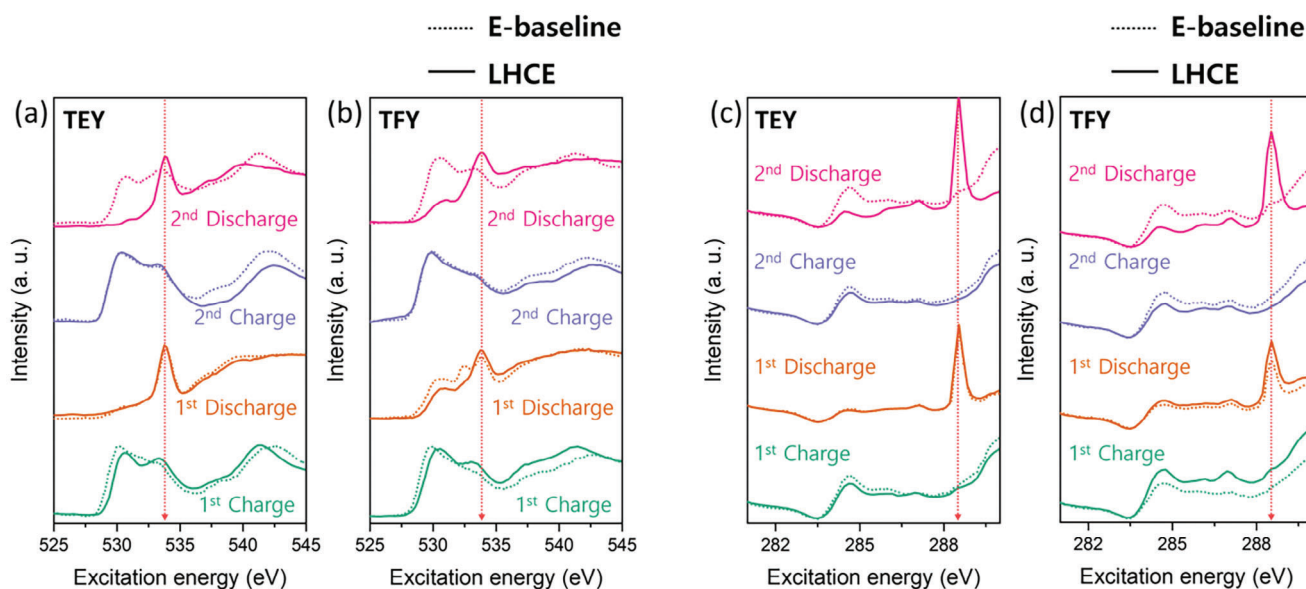 E-baseline
LHCE
E-baseline
LHCE
(a) TEY
2nd Discharge
2nd Charge
1st Discharge
1st Charge
Intensity (a. u.)
525 530 535 540 545
Excitation energy (eV)
(b) TFY
2nd Discharge
2nd Charge
1st Discharge
1st Charge
Intensity (a. u.)
525 530 535 540 545
Excitation energy (eV)
(c) TEY
2nd Discharge
2nd Charge
1st Discharge
1st Charge
Intensity (a. u.)
282 285 288
Excitation energy (eV)
(d) TFY
2nd Discharge
2nd Charge
1st Discharge
1st Charge
Intensity (a. u.)
282 285 288
Excitation energy (eV)